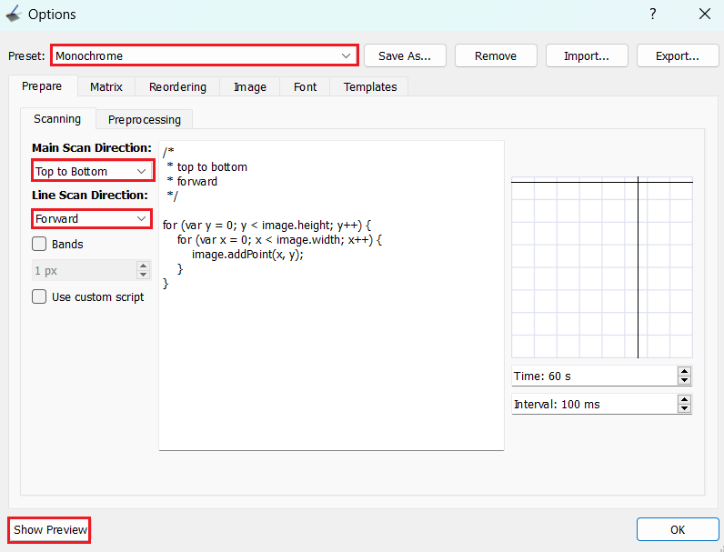 Options
?
Preset: Monochrome Save As... Remove Import... Export...
Prepare Matrix Reordering Image Font Templates
Scanning Preprocessing
Main Scan Direction:
Top to Bottom
Line Scan Direction:
Forward
Bands
1 px
Use custom script
/*
* top to bottom
* forward
*/
for (var y = 0; y < image.height; y++) {
for (var x = 0; x < image.width; x++) {
image.addPoint(x, y);
}
}
Time: 60 s
Interval: 100 ms
Show Preview OK